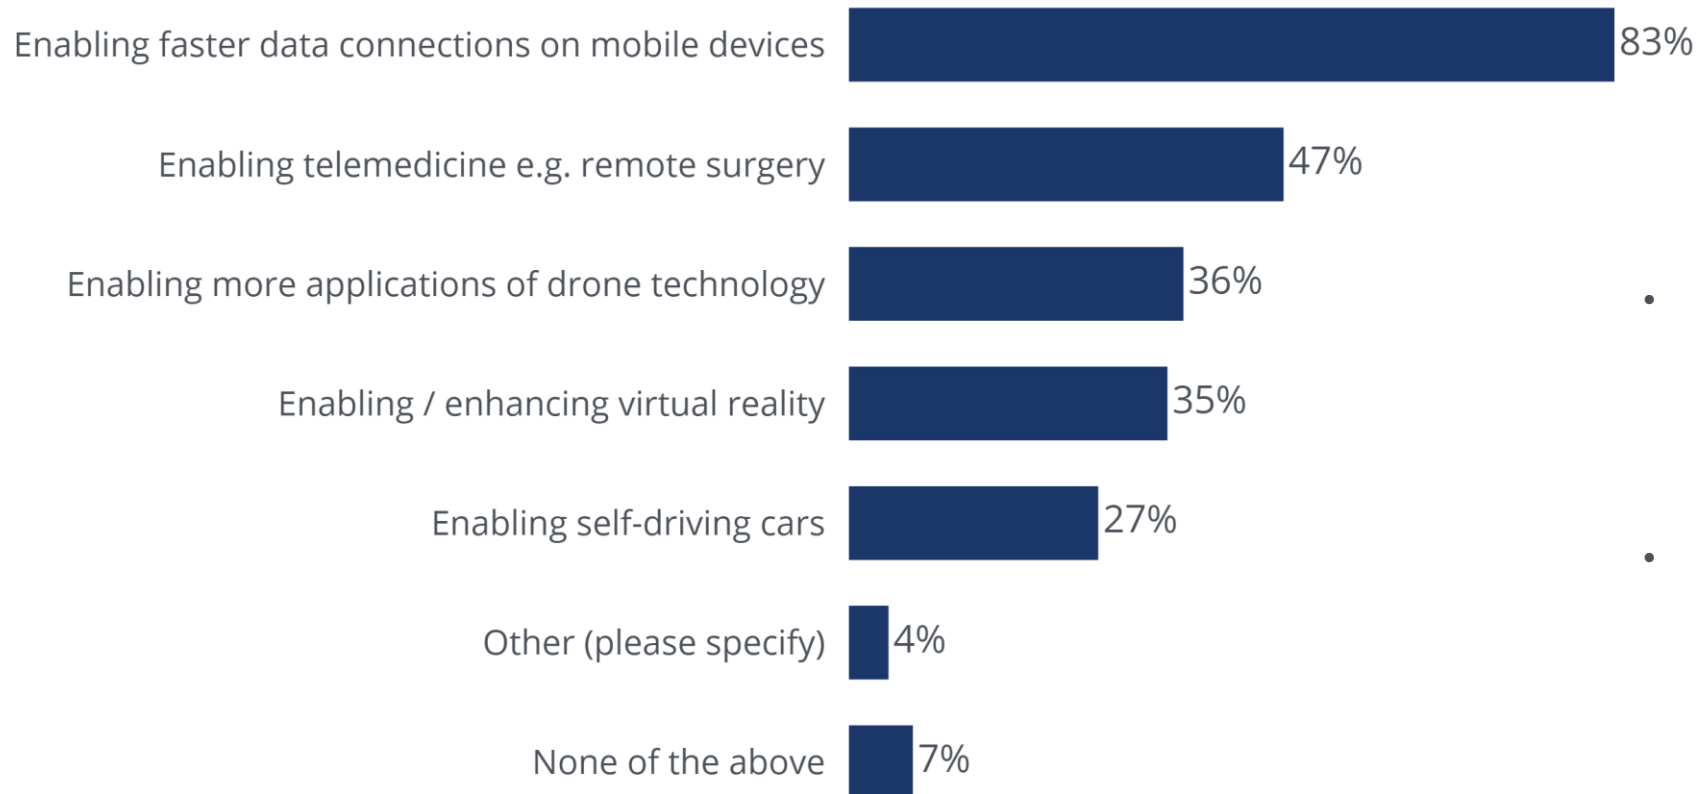 Enabling faster data connections on mobile devices 83%
Enabling telemedicine e.g. remote surgery 47%
Enabling more applications of drone technology 36%
•
Enabling / enhancing virtual reality 35%
Enabling self-driving cars 27%
•
Other (please specify) 4%
None of the above 7%